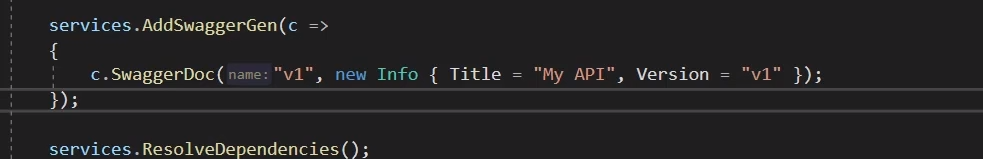 services.AddSwaggerGen(c =>
{
c.SwaggerDoc(name:"v1", new Info { Title = "My API", Version = "v1" });
});
services.ResolveDependencies();